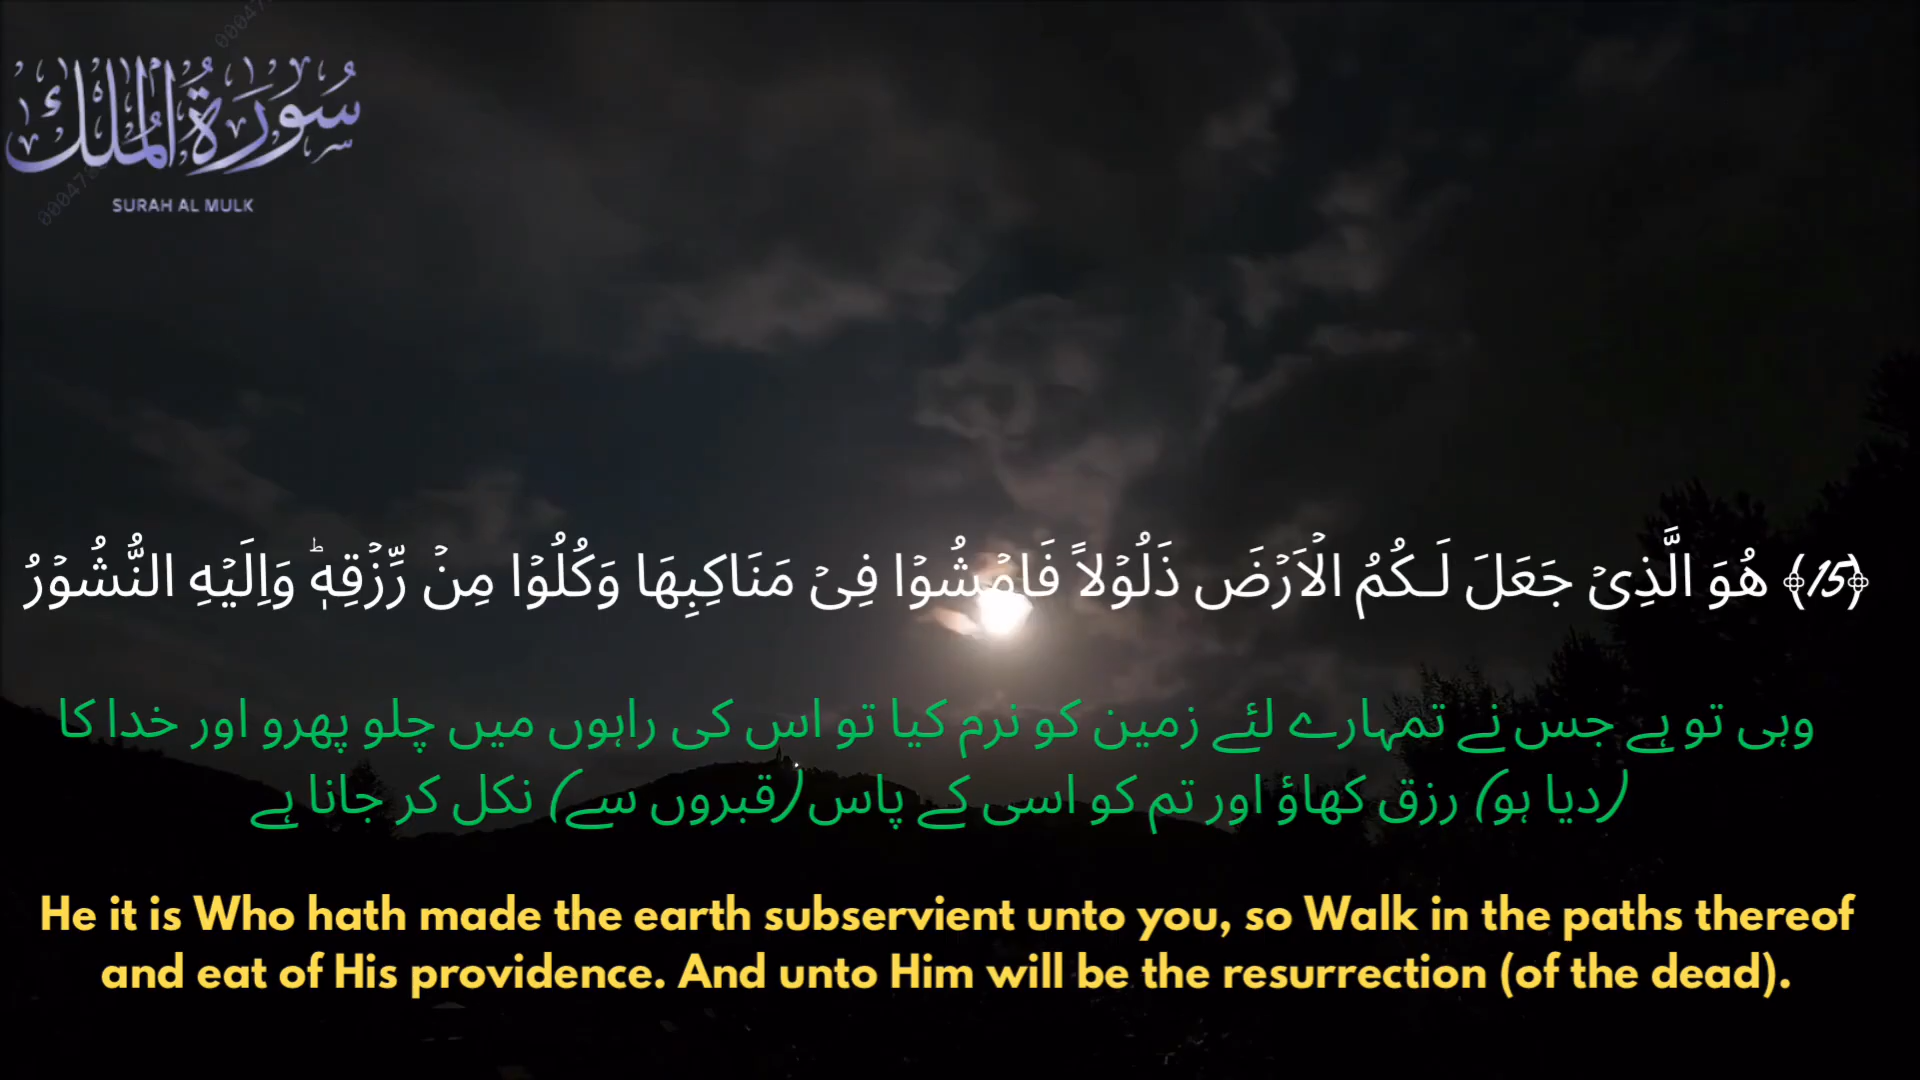 سُورَةُ الْمُلْك
SURAH AL MULK
﴿15﴾ هُوَ الَّذِىۡ جَعَلَ لَـكُمُ الۡاَرۡضَ ذَلُوۡلاً فَامۡشُوۡا فِىۡ مَنَاكِبِهَا وَكُلُوۡا مِنۡ رِّزۡقِهٖ‌ؕ وَاِلَيۡهِ النُّشُوۡرُ
وہی تو ہے جس نے تمہارے لئے زمین کو نرم کیا تو اس کی راہوں میں چلو پھرو اور خدا کا
(دیا ہو) رزق کھاؤ اور تم کو اسی کے پاس (قبروں سے) نکل کر جانا ہے
He it is Who hath made the earth subservient unto you, so Walk in the paths thereof
and eat of His providence. And unto Him will be the resurrection (of the dead).